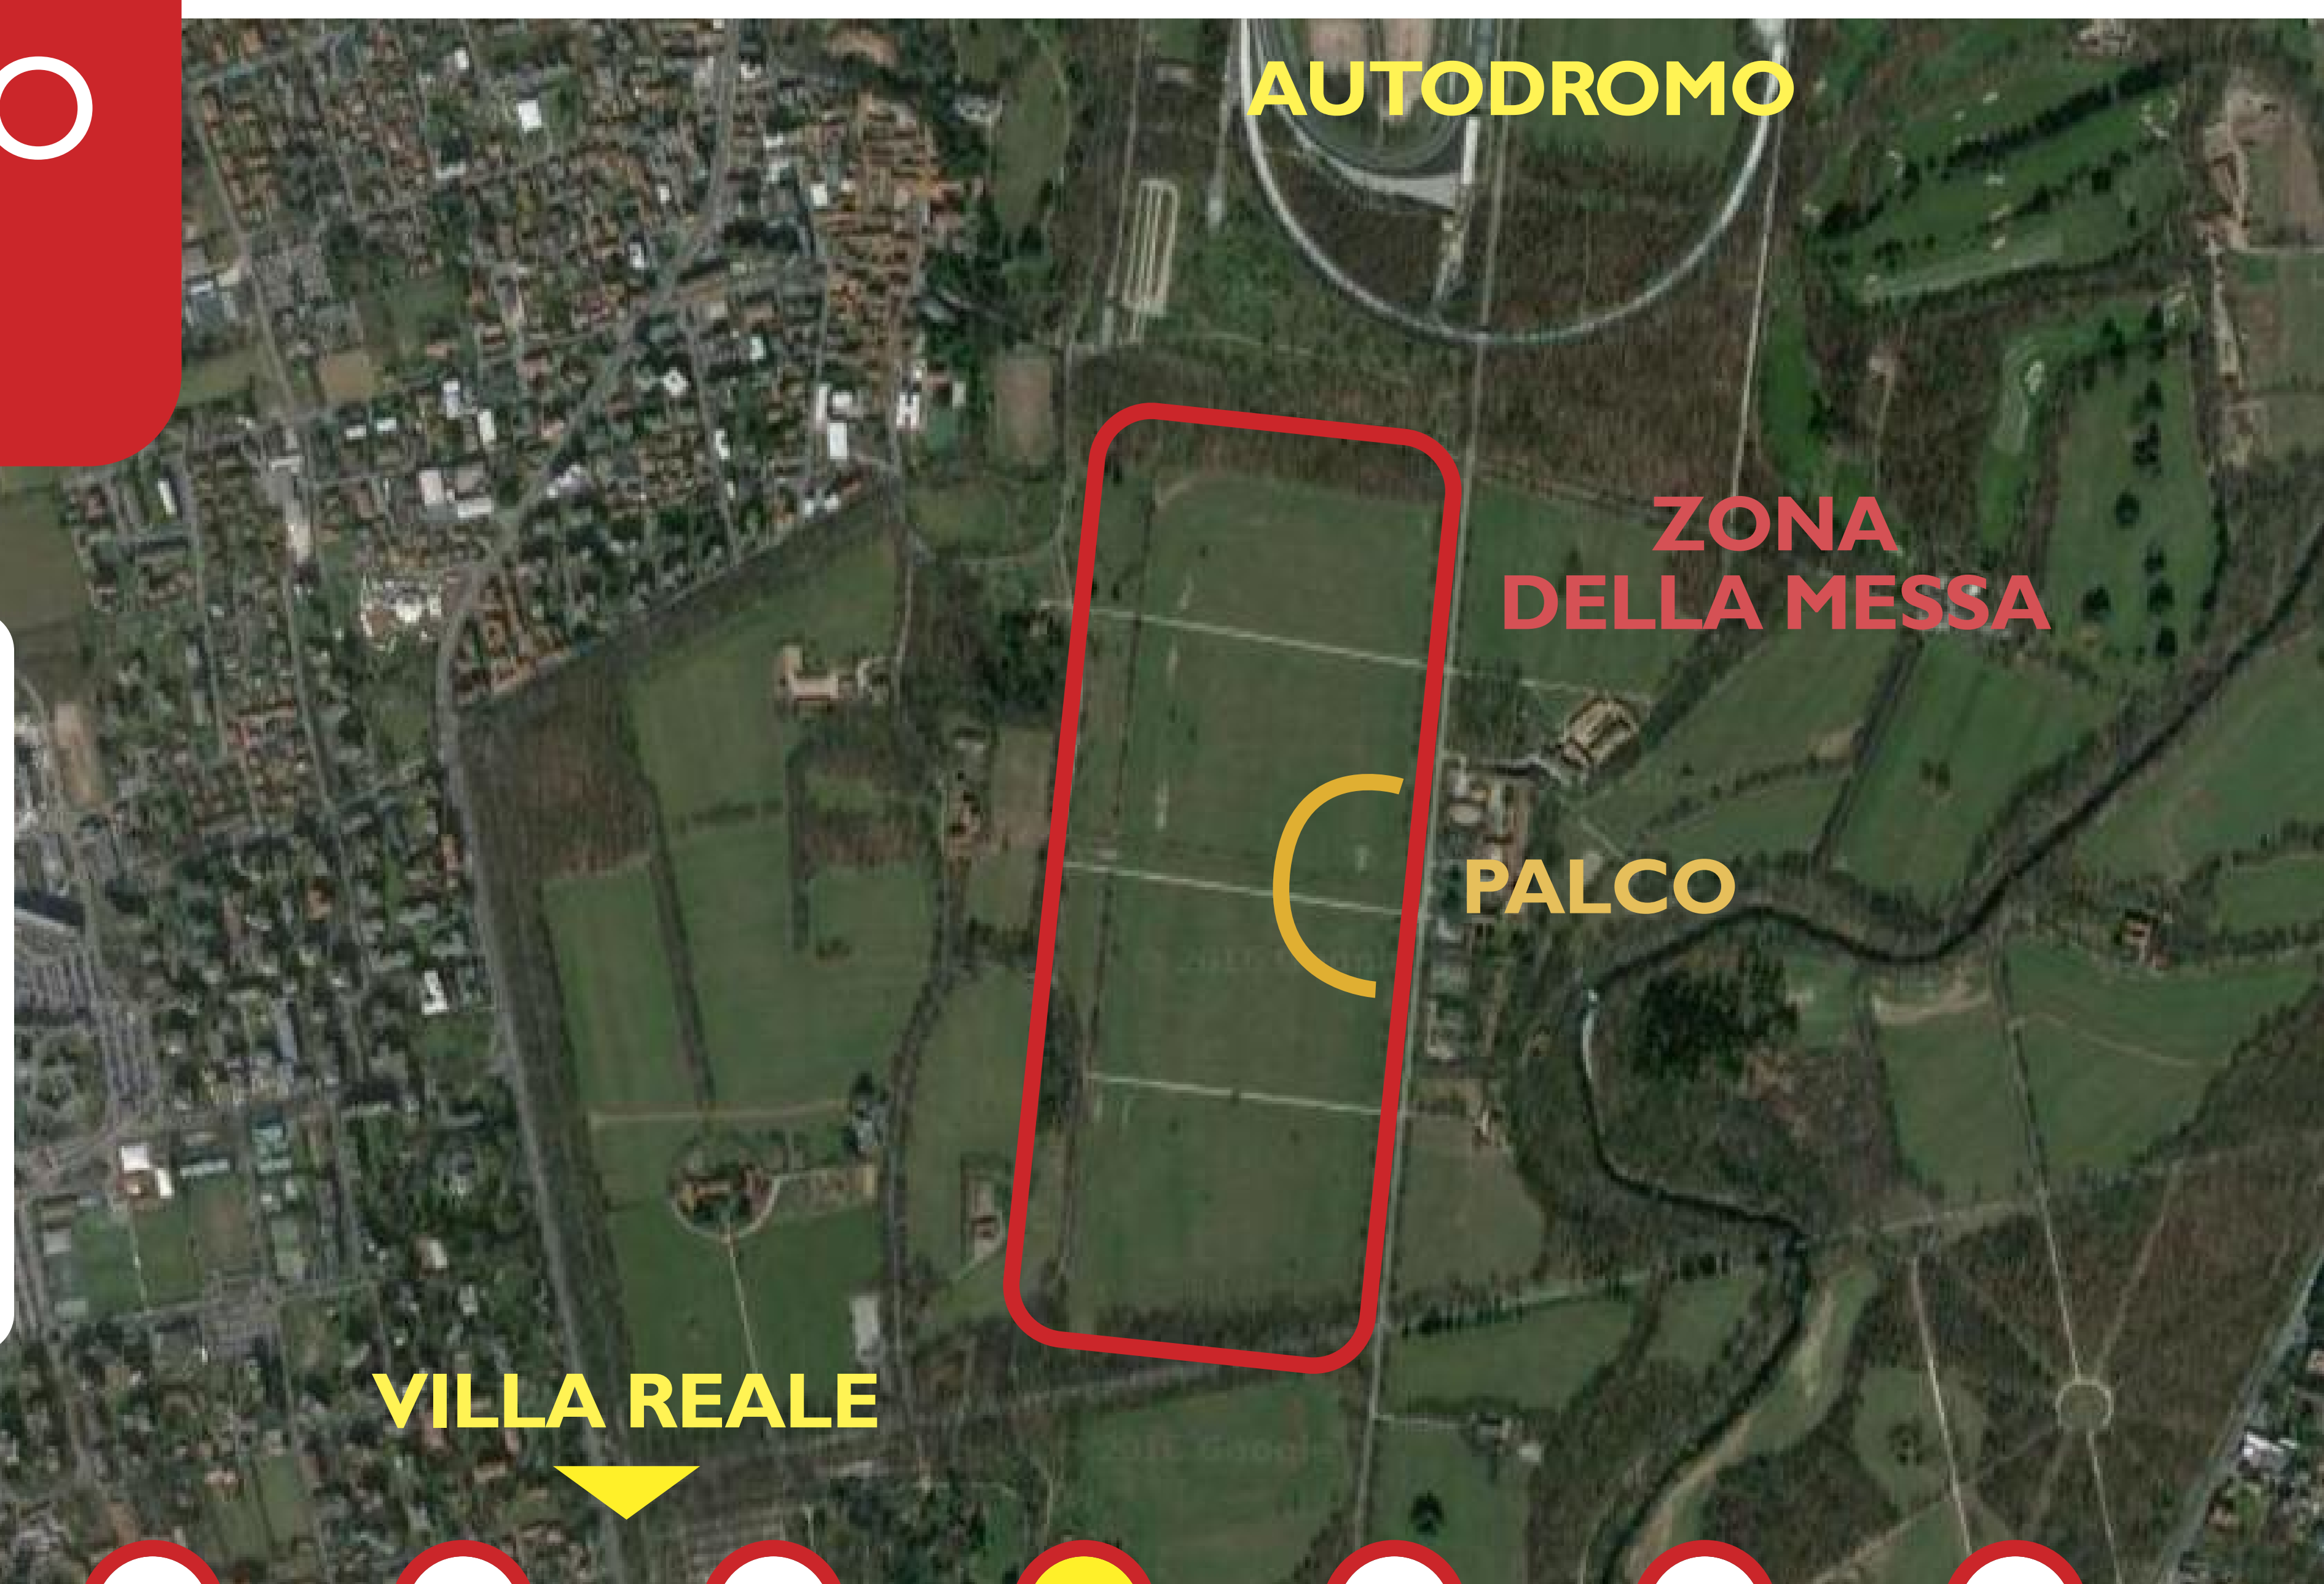 O
AUTODROMO
ZONA
DELLA MESSA
PALCO
VILLA REALE